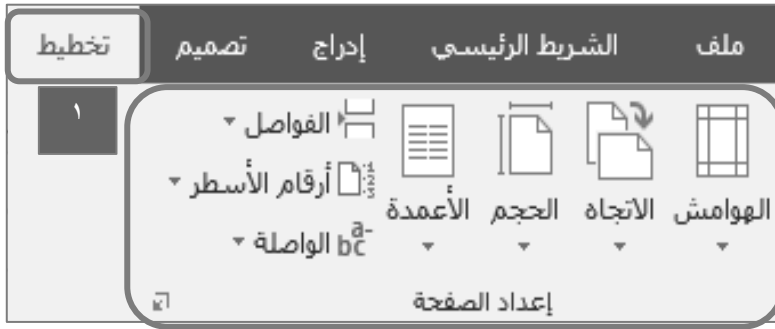 ملف الشريط الرئيسي إدراج تصميم تخطيط
١
الهوامش
الاتجاه
الحجم
الأعمدة
الفواصل
أرقام الأسطر
الواصلة
إعداد الصفحة